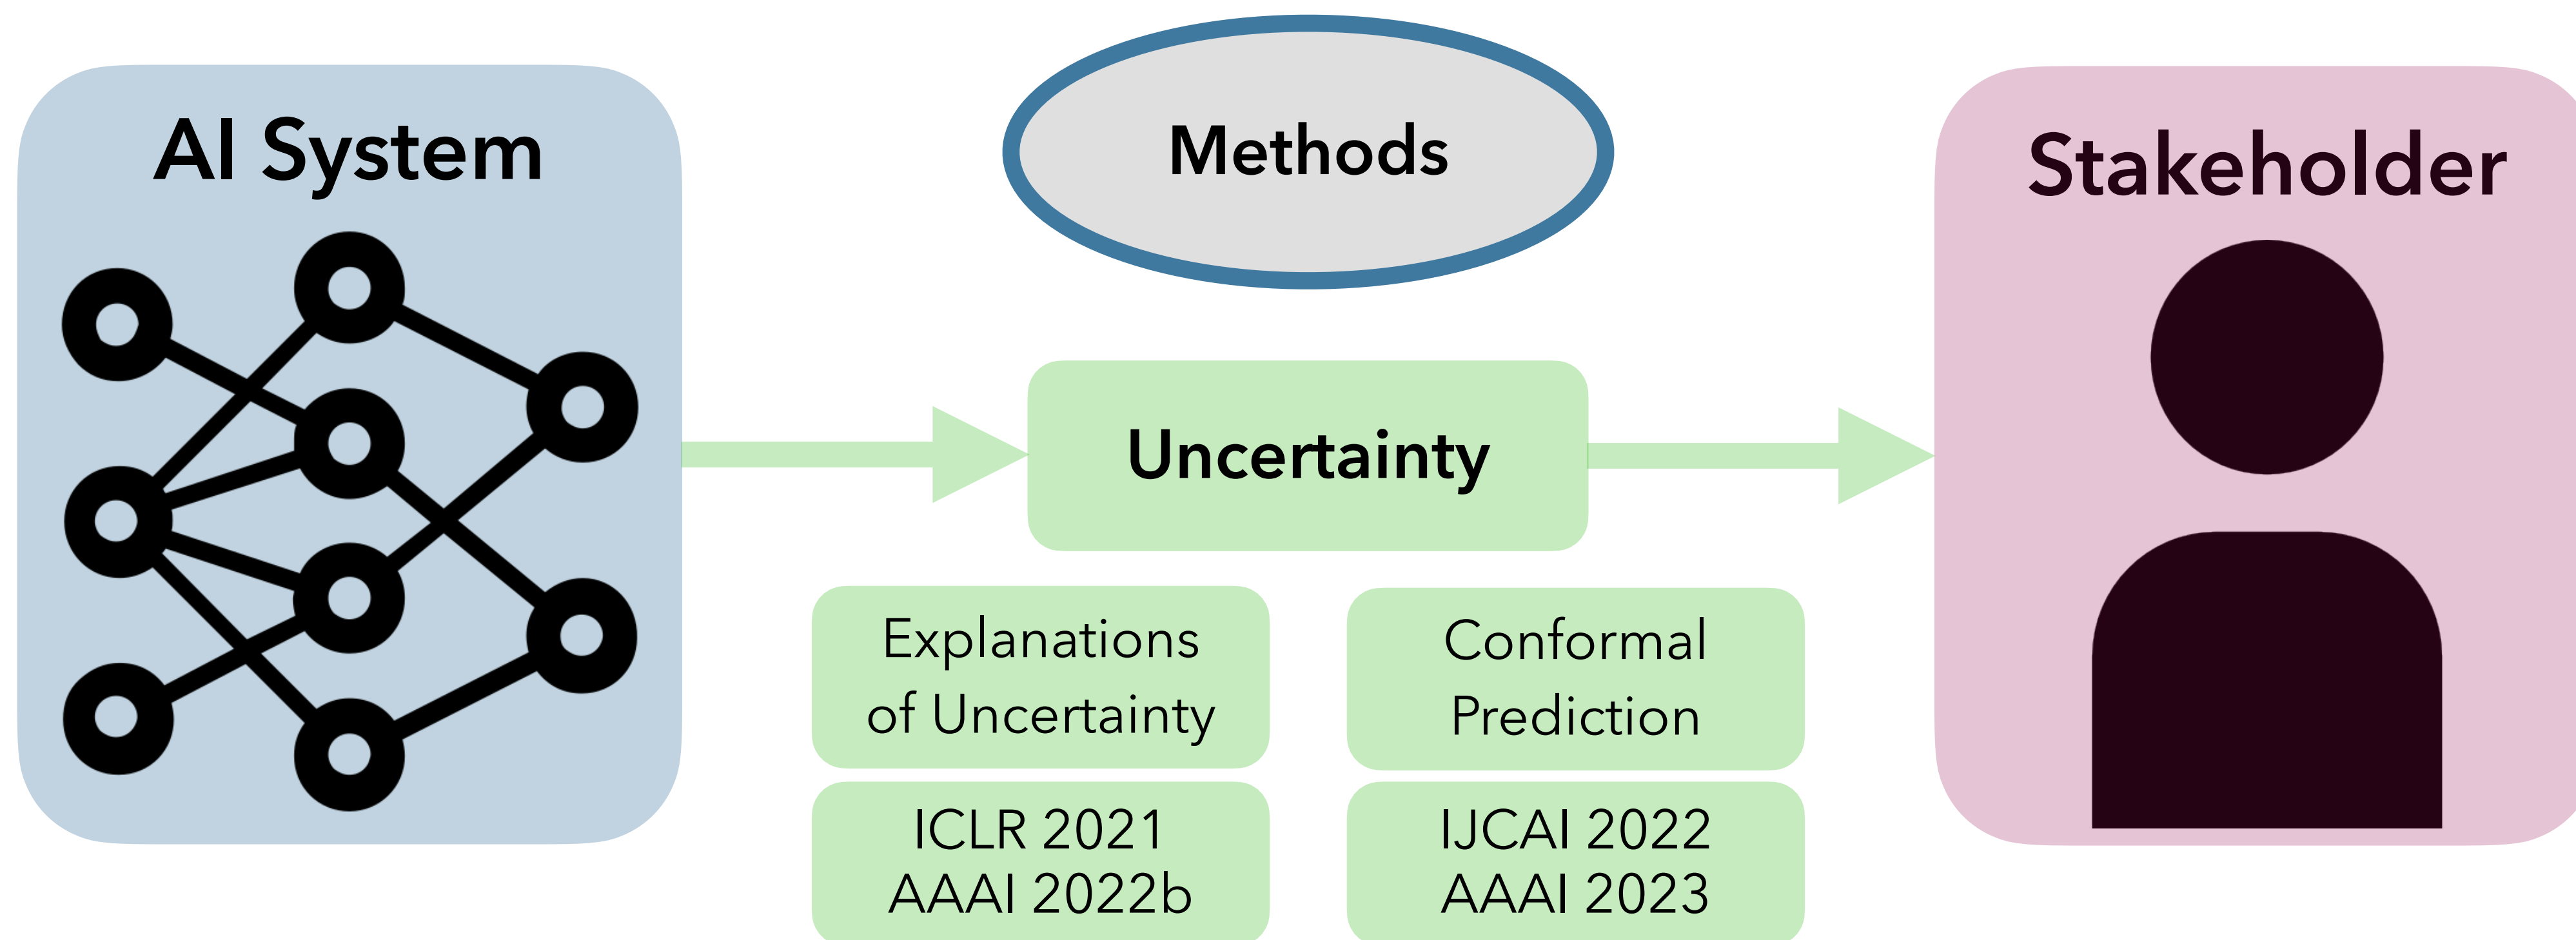 AI System
Methods
Stakeholder
Uncertainty
Explanations
of Uncertainty
Conformal
Prediction
ICLR 2021
AAAI 2022b
IJCAI 2022
AAAI 2023